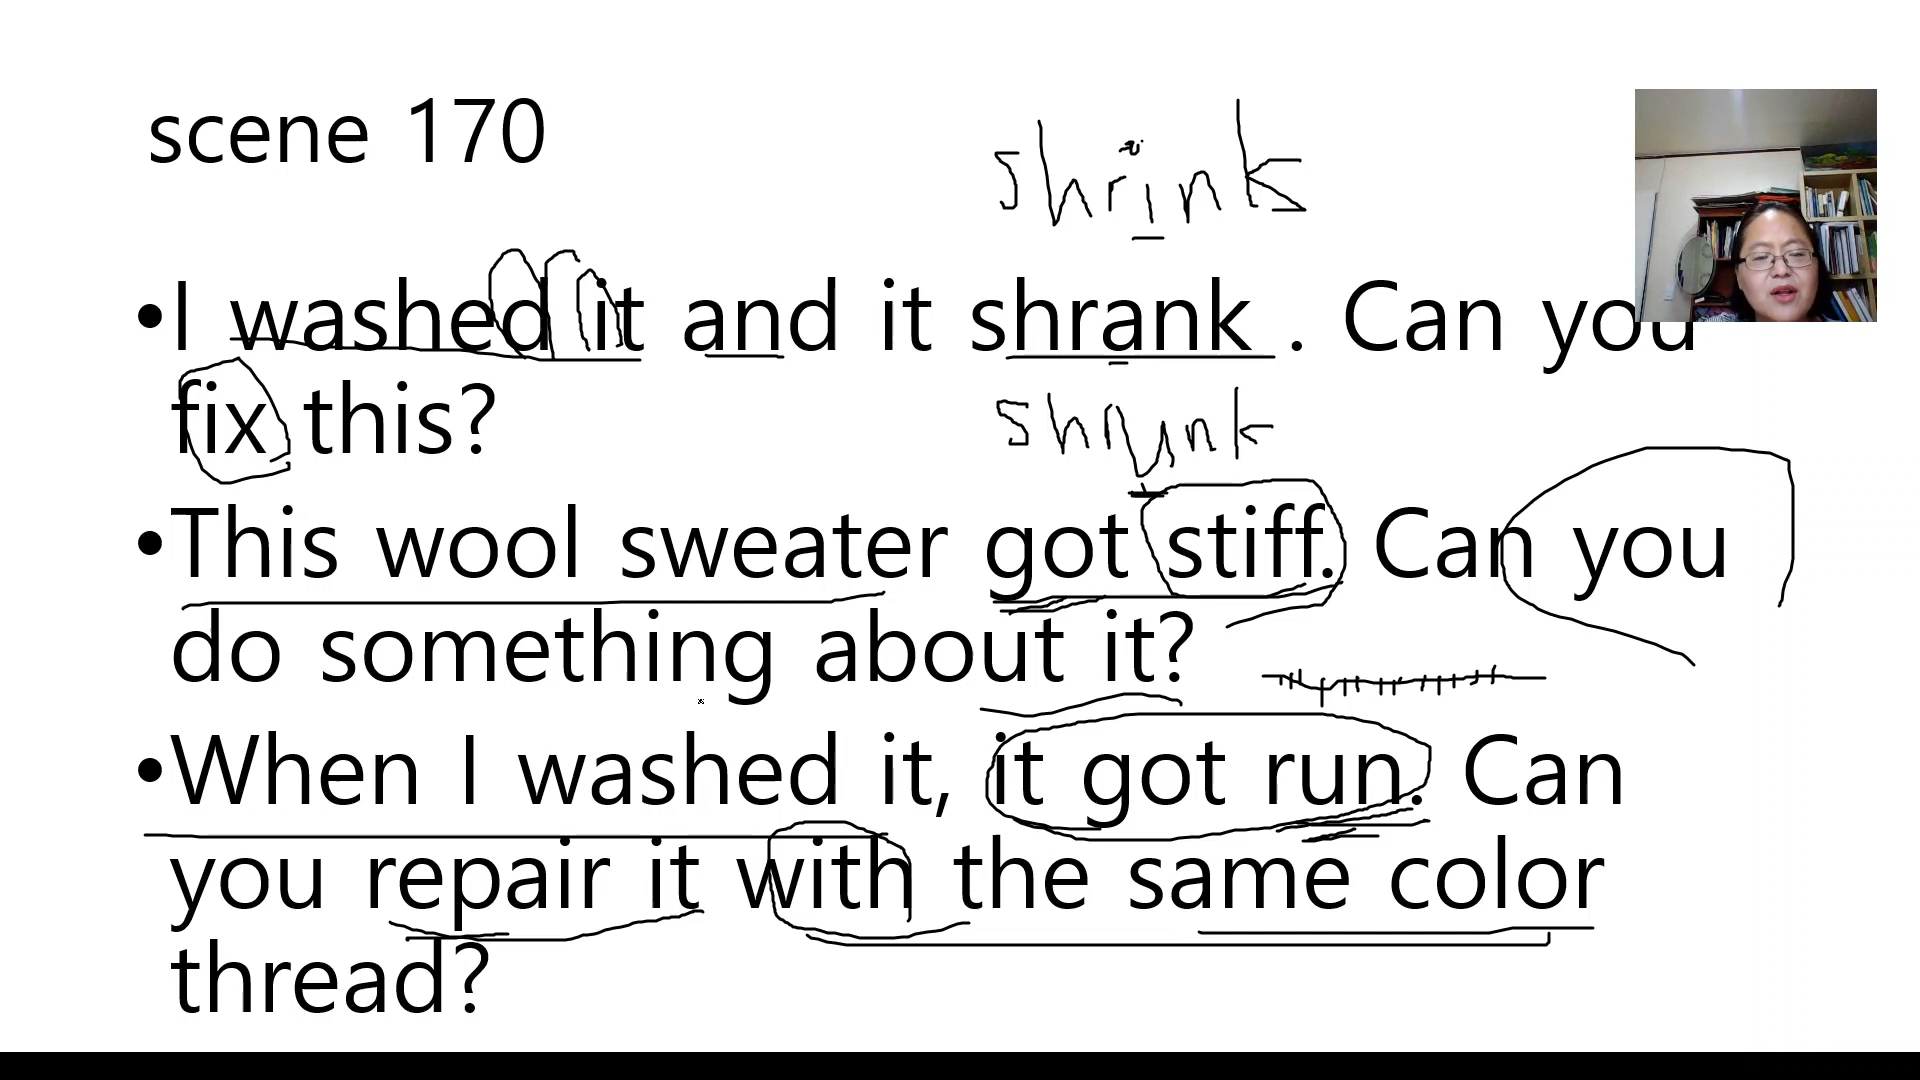 scene 170
shrink
•I washed it and it shrank . Can you
fix this?
shrunk
•This wool sweater got stiff. Can you
do something about it?
•When I washed it, it got run. Can
you repair it with the same color
thread?